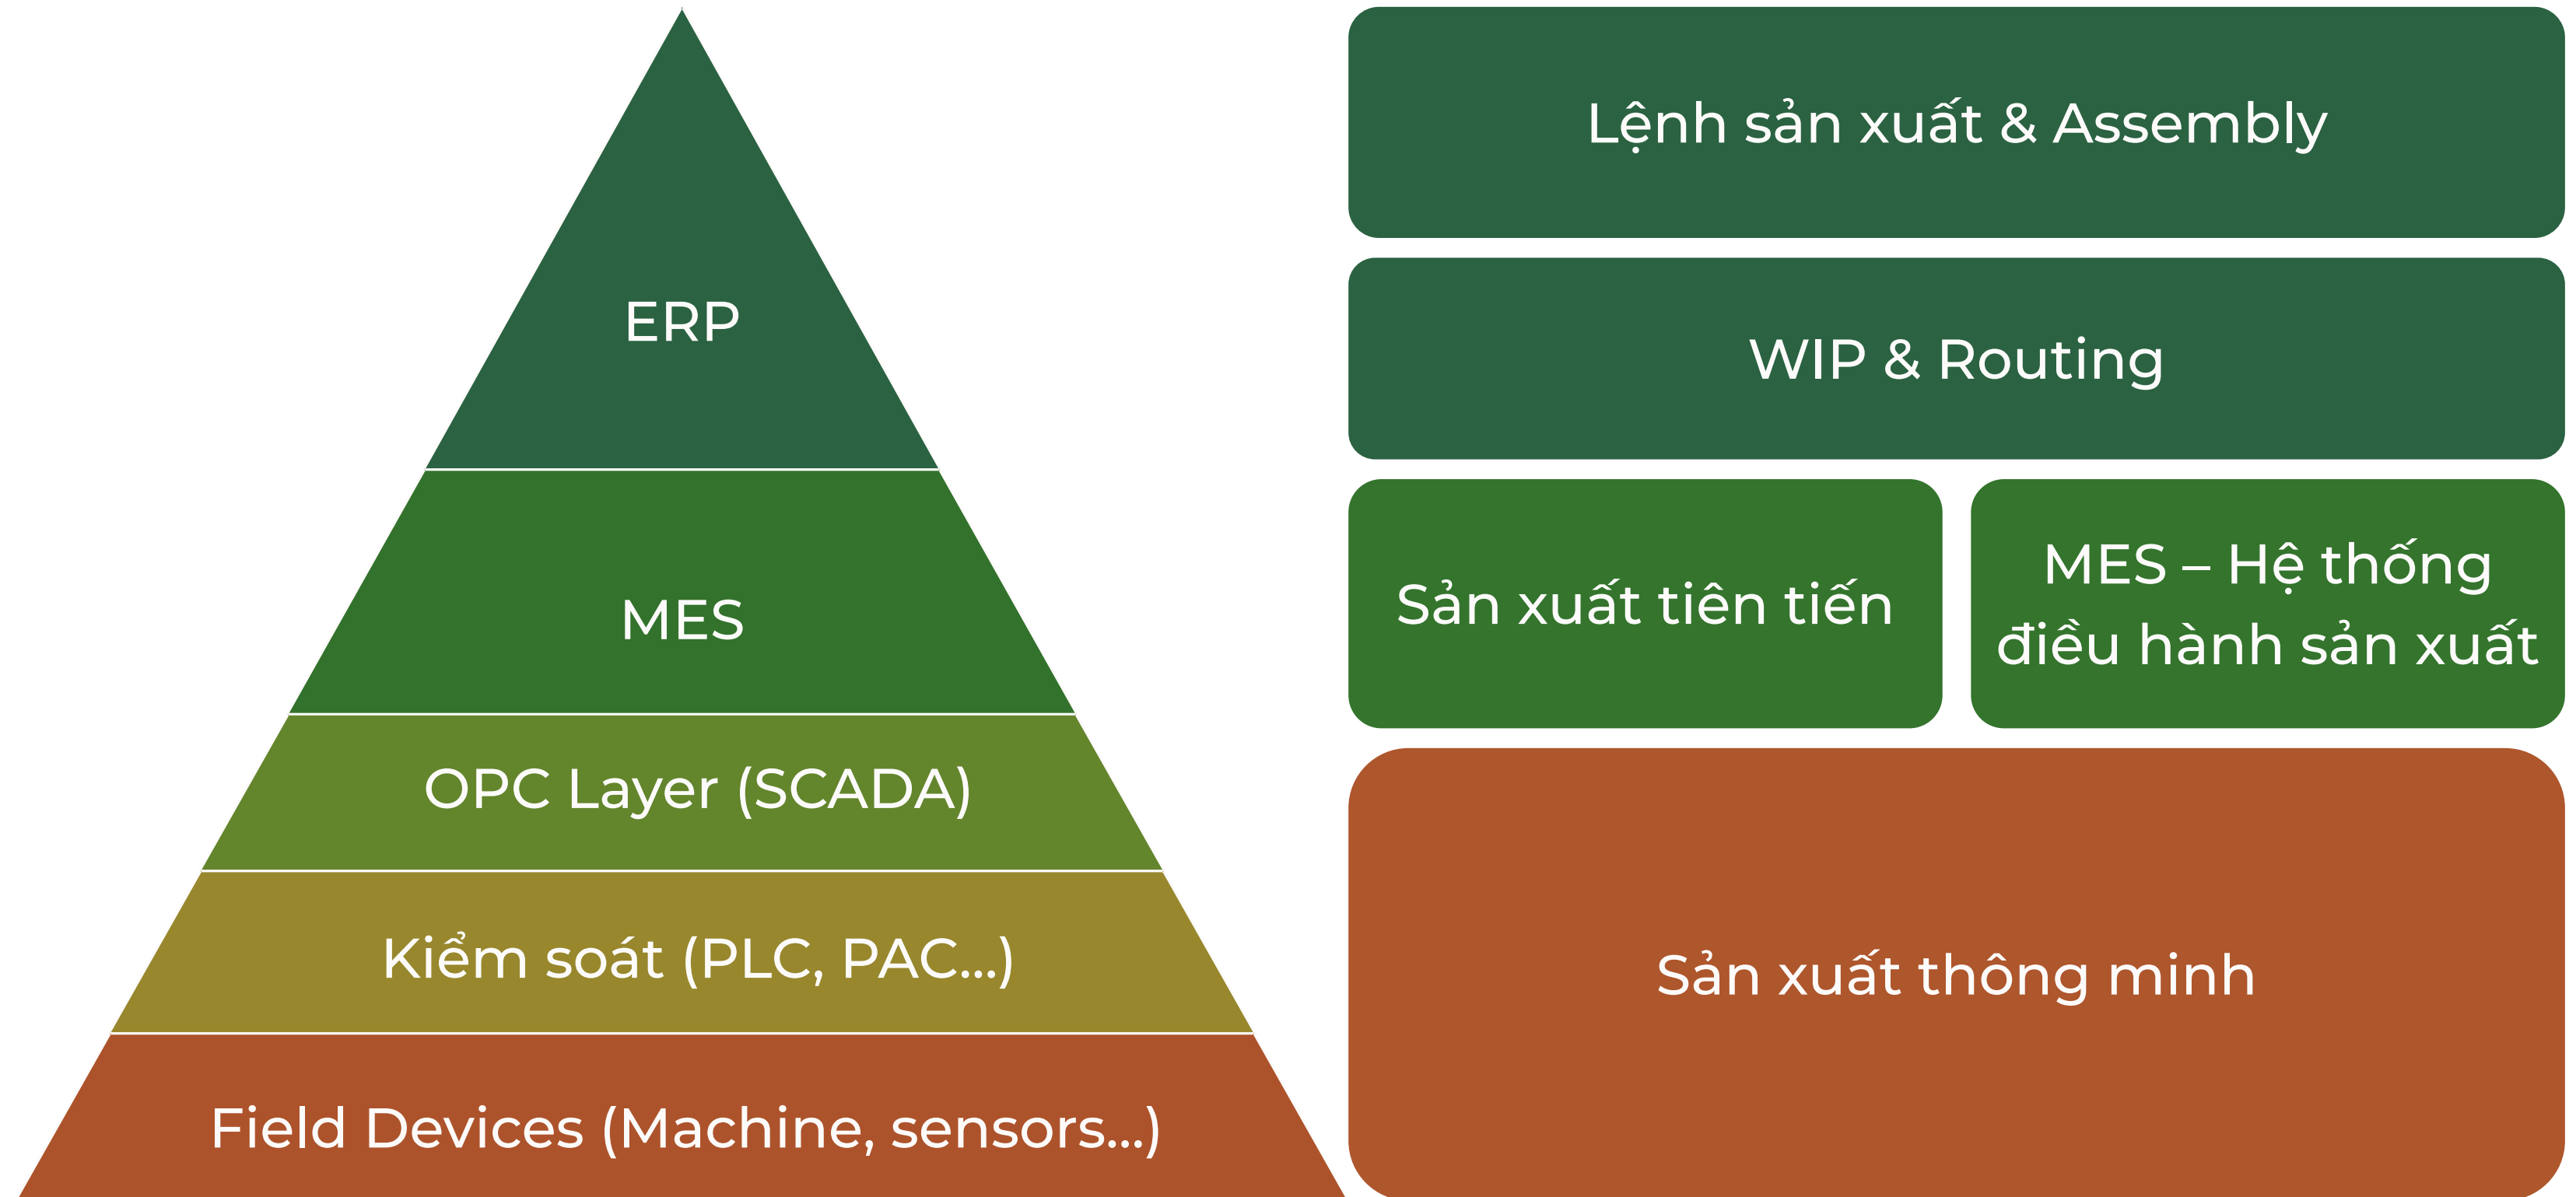 ERP
MES
OPC Layer (SCADA)
Kiểm soát (PLC, PAC...)
Field Devices (Machine, sensors...)
Lệnh sản xuất & Assembly
WIP & Routing
Sản xuất tiên tiến
MES – Hệ thống
điều hành sản xuất
Sản xuất thông minh